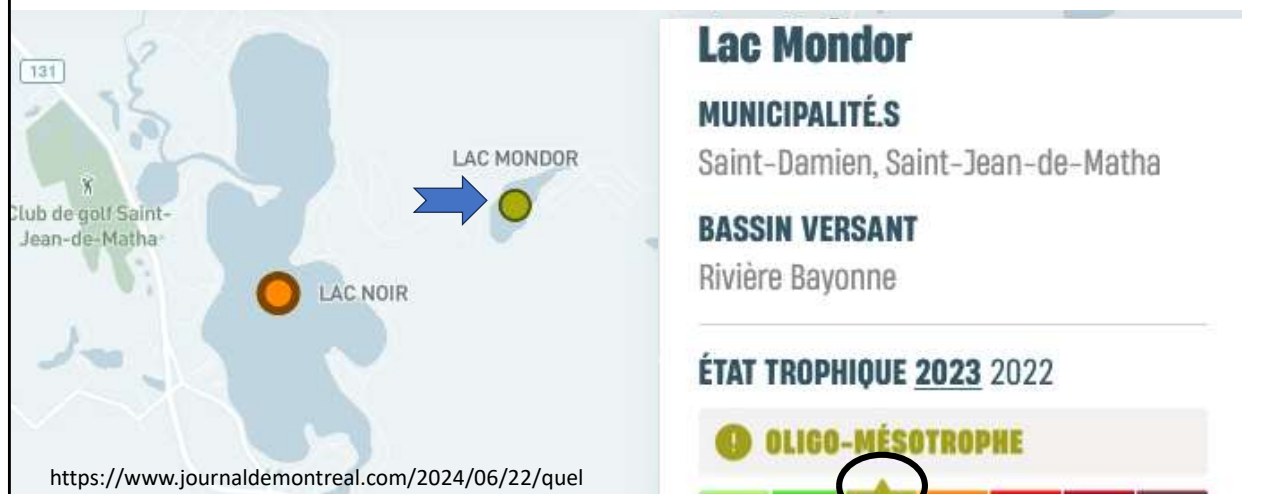 131
LAC MONDOR
Club de golf Saint-
Jean-de-Matha
LAC NOIR
https://www.journaldemontreal.com/2024/06/22/quel
Lac Mondor
MUNICIPALITÉ.S
Saint-Damien, Saint-Jean-de-Matha
BASSIN VERSANT
Rivière Bayonne
ÉTAT TROPHIQUE 2023 2022
! OLIGO-MÉSOTROPHE